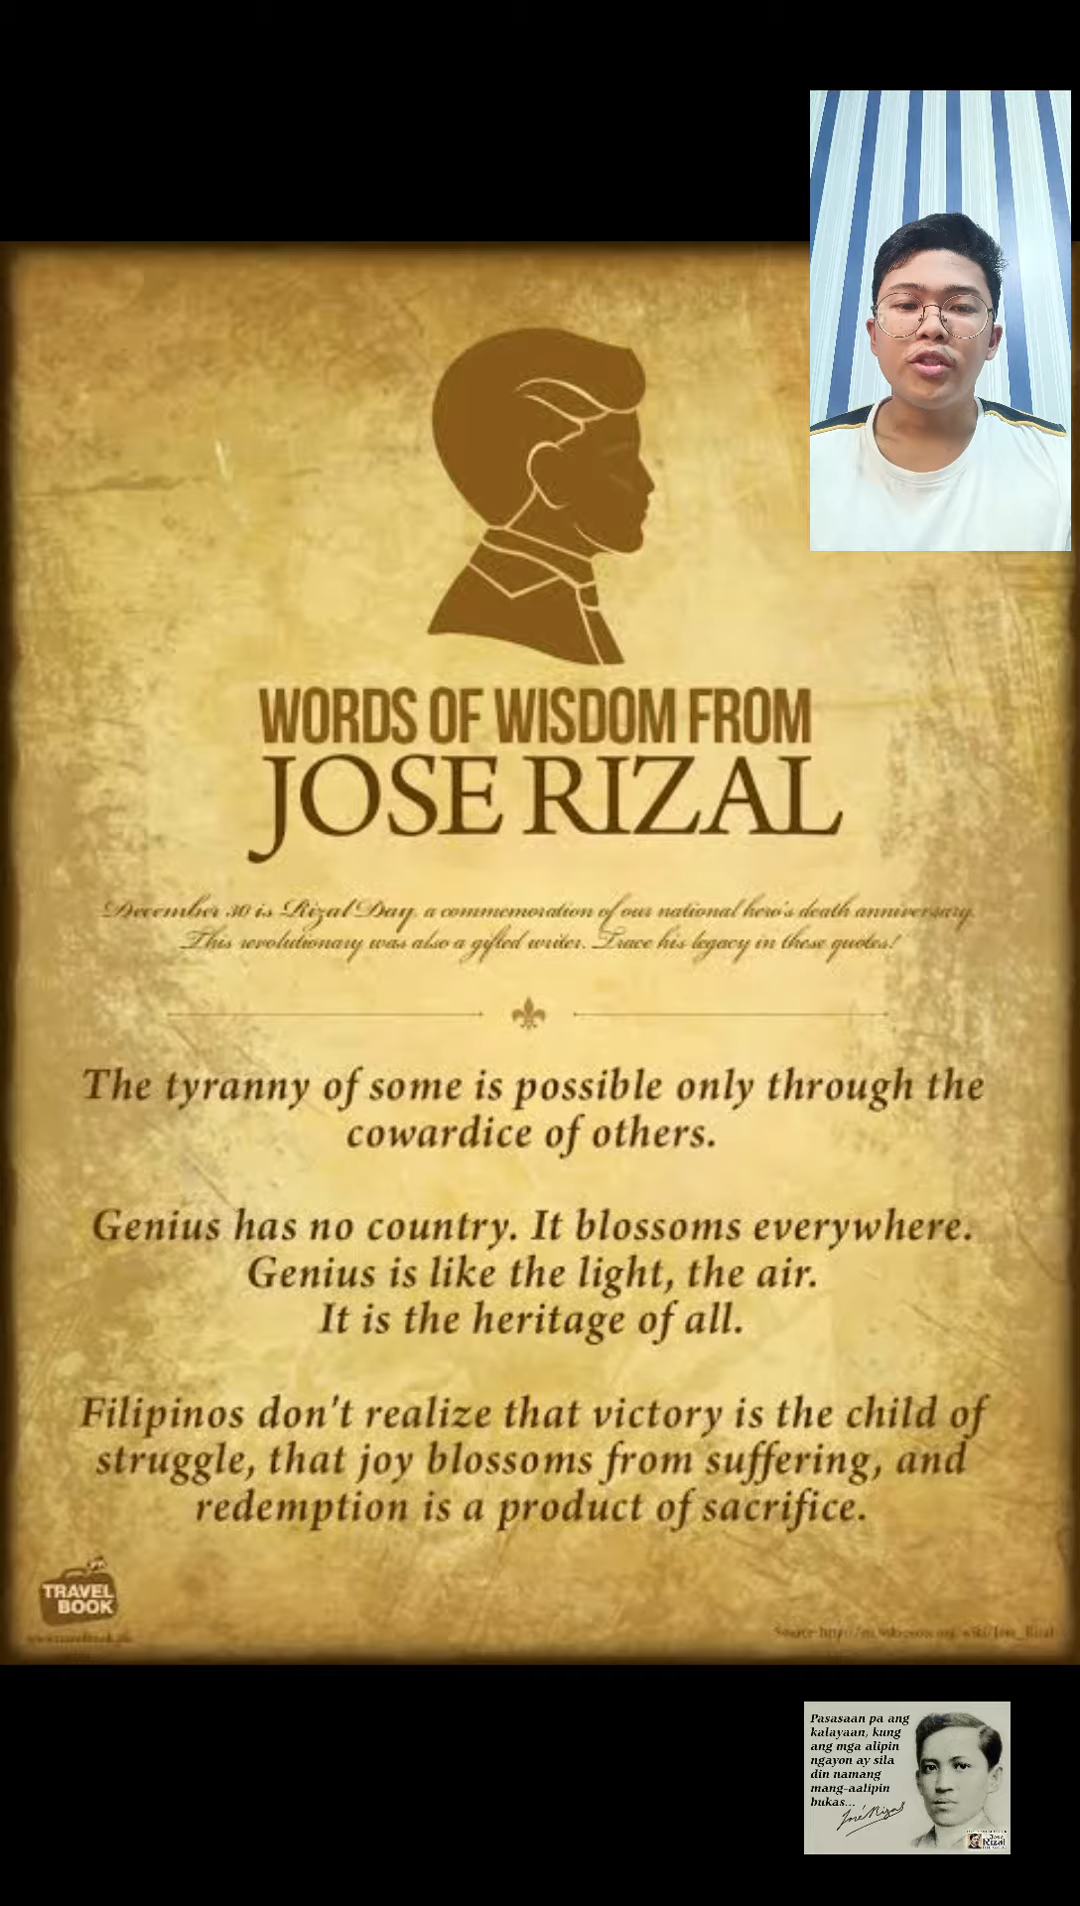 WORDS OF WISDOM FROM
JOSE RIZAL
December 30 is Rizal Day, a commemoration of our national hero's death anniversary.
This revolutionary was also a gifted writer. Trace his legacy in these quotes!
The tyranny of some is possible only through the
cowardice of others.
Genius has no country. It blossoms everywhere.
Genius is like the light, the air.
It is the heritage of all.
Filipinos don't realize that victory is the child of
struggle, that joy blossoms from suffering, and
redemption is a product of sacrifice.
TRAVEL
BOOK
Pasasaan pa ang
kalayaan, kung
ang mga alipin
ngayon ay sila
din namang
mang-aalipin
bukas...
José Rizal
Jose
Rizal